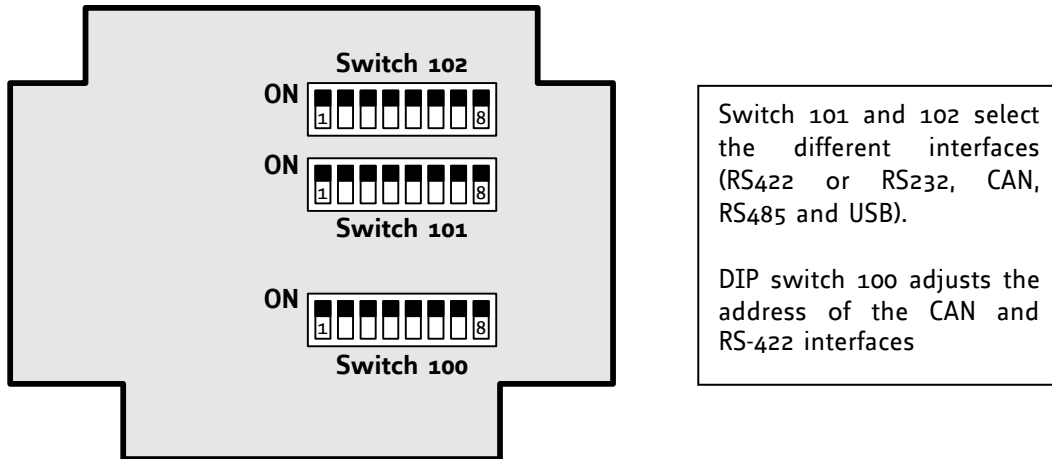 Switch 102
ON
1 8
ON
1 8
Switch 101
ON
1 8
Switch 100
Switch 101 and 102 select
the different interfaces
(RS422 or RS232, CAN,
RS485 and USB).
DIP switch 100 adjusts the
address of the CAN and
RS-422 interfaces